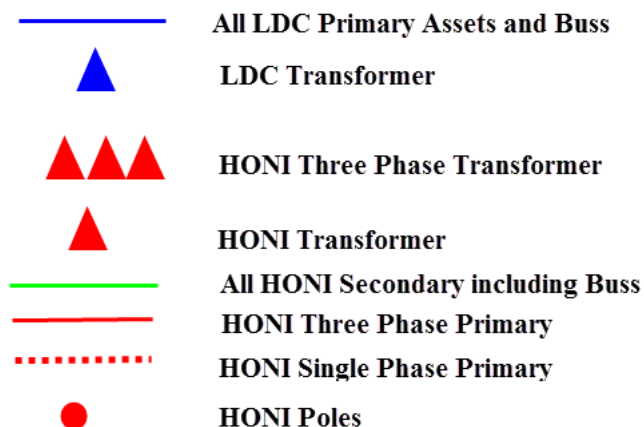 All LDC Primary Assets and Buss
LDC Transformer
HONI Three Phase Transformer
HONI Transformer
All HONI Secondary including Buss
HONI Three Phase Primary
HONI Single Phase Primary
HONI Poles